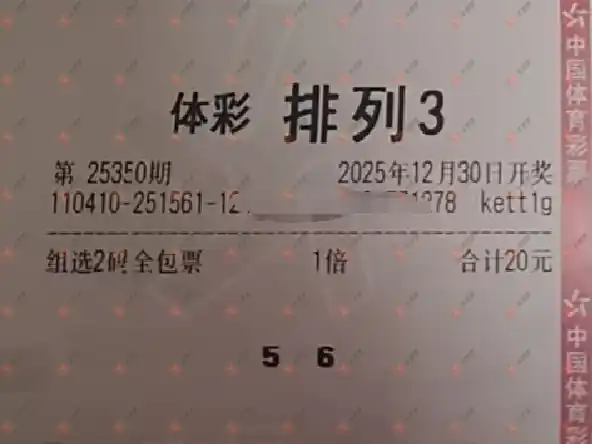 体彩 排列3
第 25350期 2025年12月30日开奖
110410-251561-12 1278 kett1g
组选2码全包票 1倍 合计20元
5 6
中国体育彩票
中国体育彩